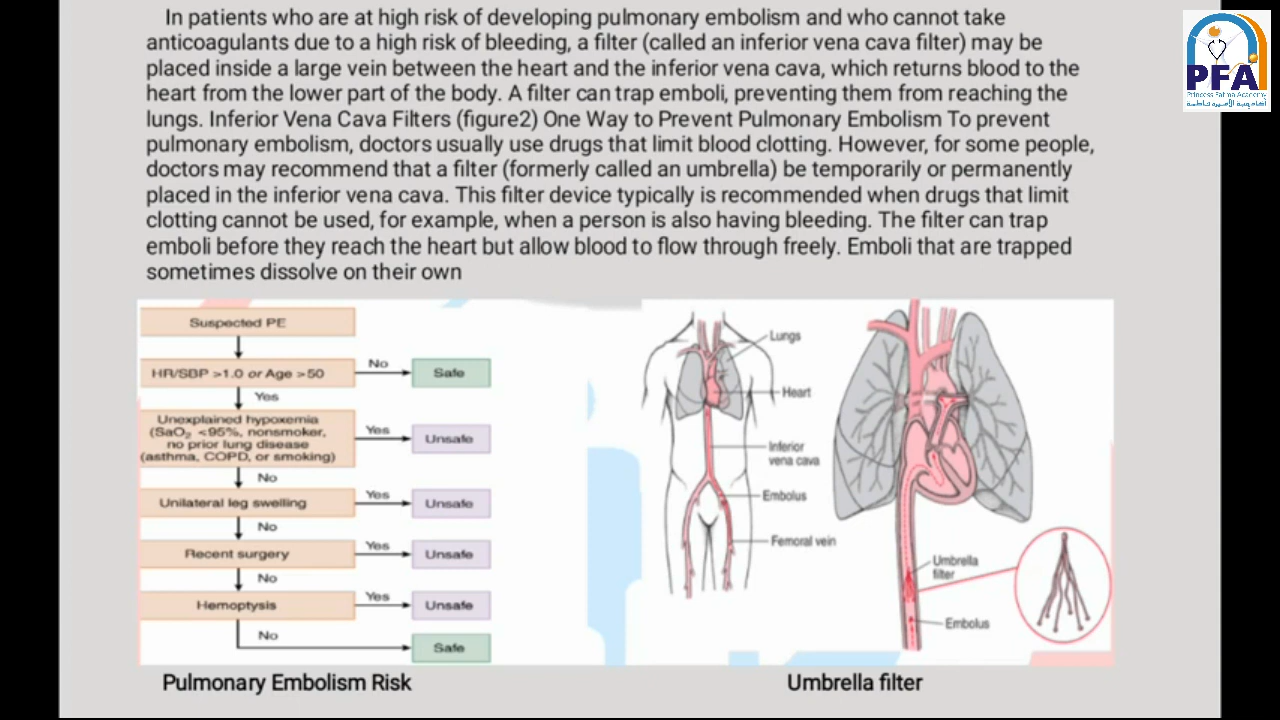 In patients who are at high risk of developing pulmonary embolism and who cannot take
anticoagulants due to a high risk of bleeding, a filter (called an inferior vena cava filter) may be
placed inside a large vein between the heart and the inferior vena cava, which returns blood to the
heart from the lower part of the body. A filter can trap emboli, preventing them from reaching the
lungs. Inferior Vena Cava Filters (figure2) One Way to Prevent Pulmonary Embolism To prevent
pulmonary embolism, doctors usually use drugs that limit blood clotting. However, for some people,
doctors may recommend that a filter (formerly called an umbrella) be temporarily or permanently
placed in the inferior vena cava. This filter device typically is recommended when drugs that limit
clotting cannot be used, for example, when a person is also having bleeding. The filter can trap
emboli before they reach the heart but allow blood to flow through freely. Emboli that are trapped
sometimes dissolve on their own
PFA
Princess Fatma Academy
أكاديمية الأميرة فاطمة
Suspected PE
HR/SBP >1.0 or Age >50
No
Safe
Yes
Unexplained hypoxemia
(SaO₂ <95%, nonsmoker,
no prior lung disease
(asthma, COPD, or smoking)
Yes
Unsafe
No
Unilateral leg swelling
Yes
Unsafe
No
Recent surgery
Yes
Unsafe
No
Hemoptysis
Yes
Unsafe
No
Safe
Lungs
Heart
Inferior
vena cava
Embolus
Femoral vein
Umbrella
filter
Embolus
Pulmonary Embolism Risk
Umbrella filter